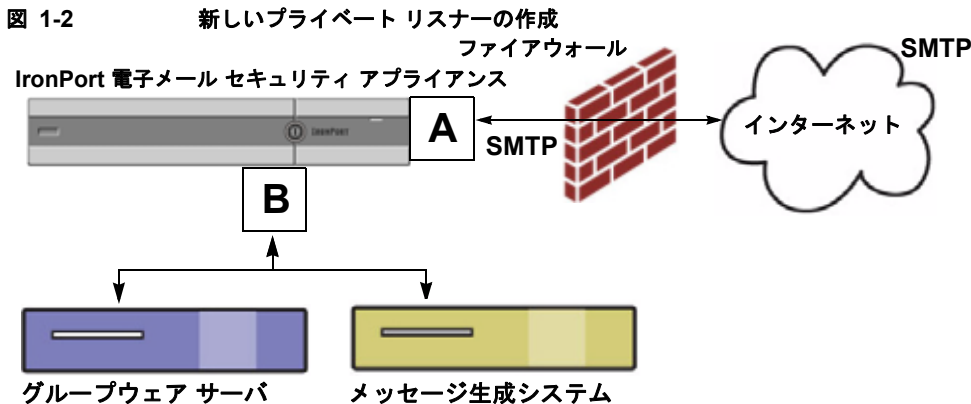 図 1-2 新しいプライベート リスナーの作成
ファイアウォール
SMTP
IronPort 電子メール セキュリティ アプライアンス
IRONPORT
A
SMTP
インターネット
B
グループウェア サーバ
メッセージ生成システム